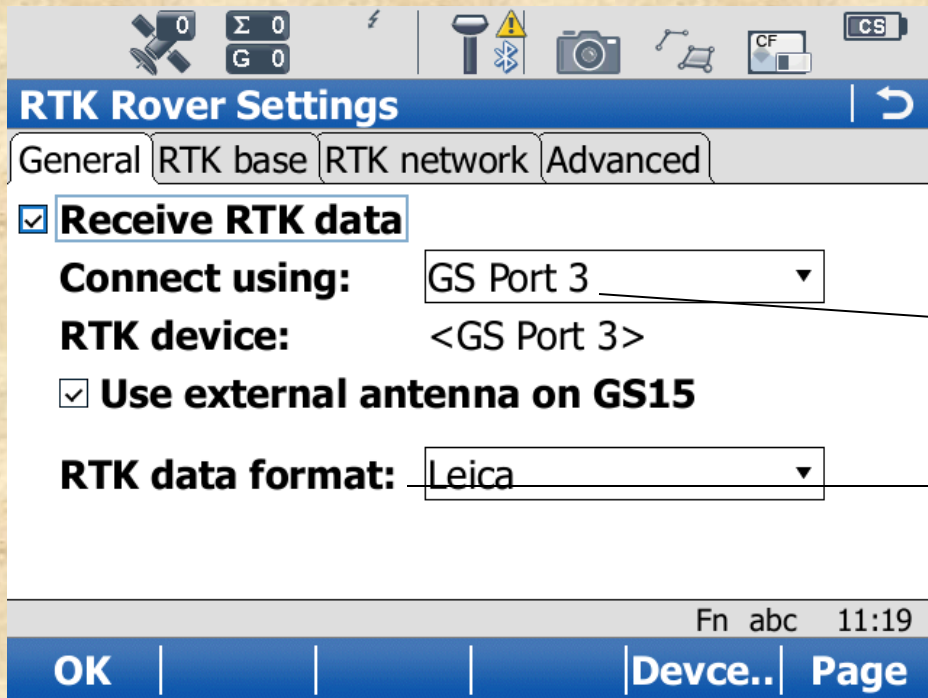 0 Σ 0 CF CS
G 0
RTK Rover Settings
General RTK base RTK network Advanced
Receive RTK data
Connect using: GS Port 3
RTK device: <GS Port 3>
Use external antenna on GS15
RTK data format: Leica
Fn abc 11:19
OK Devce.. Page